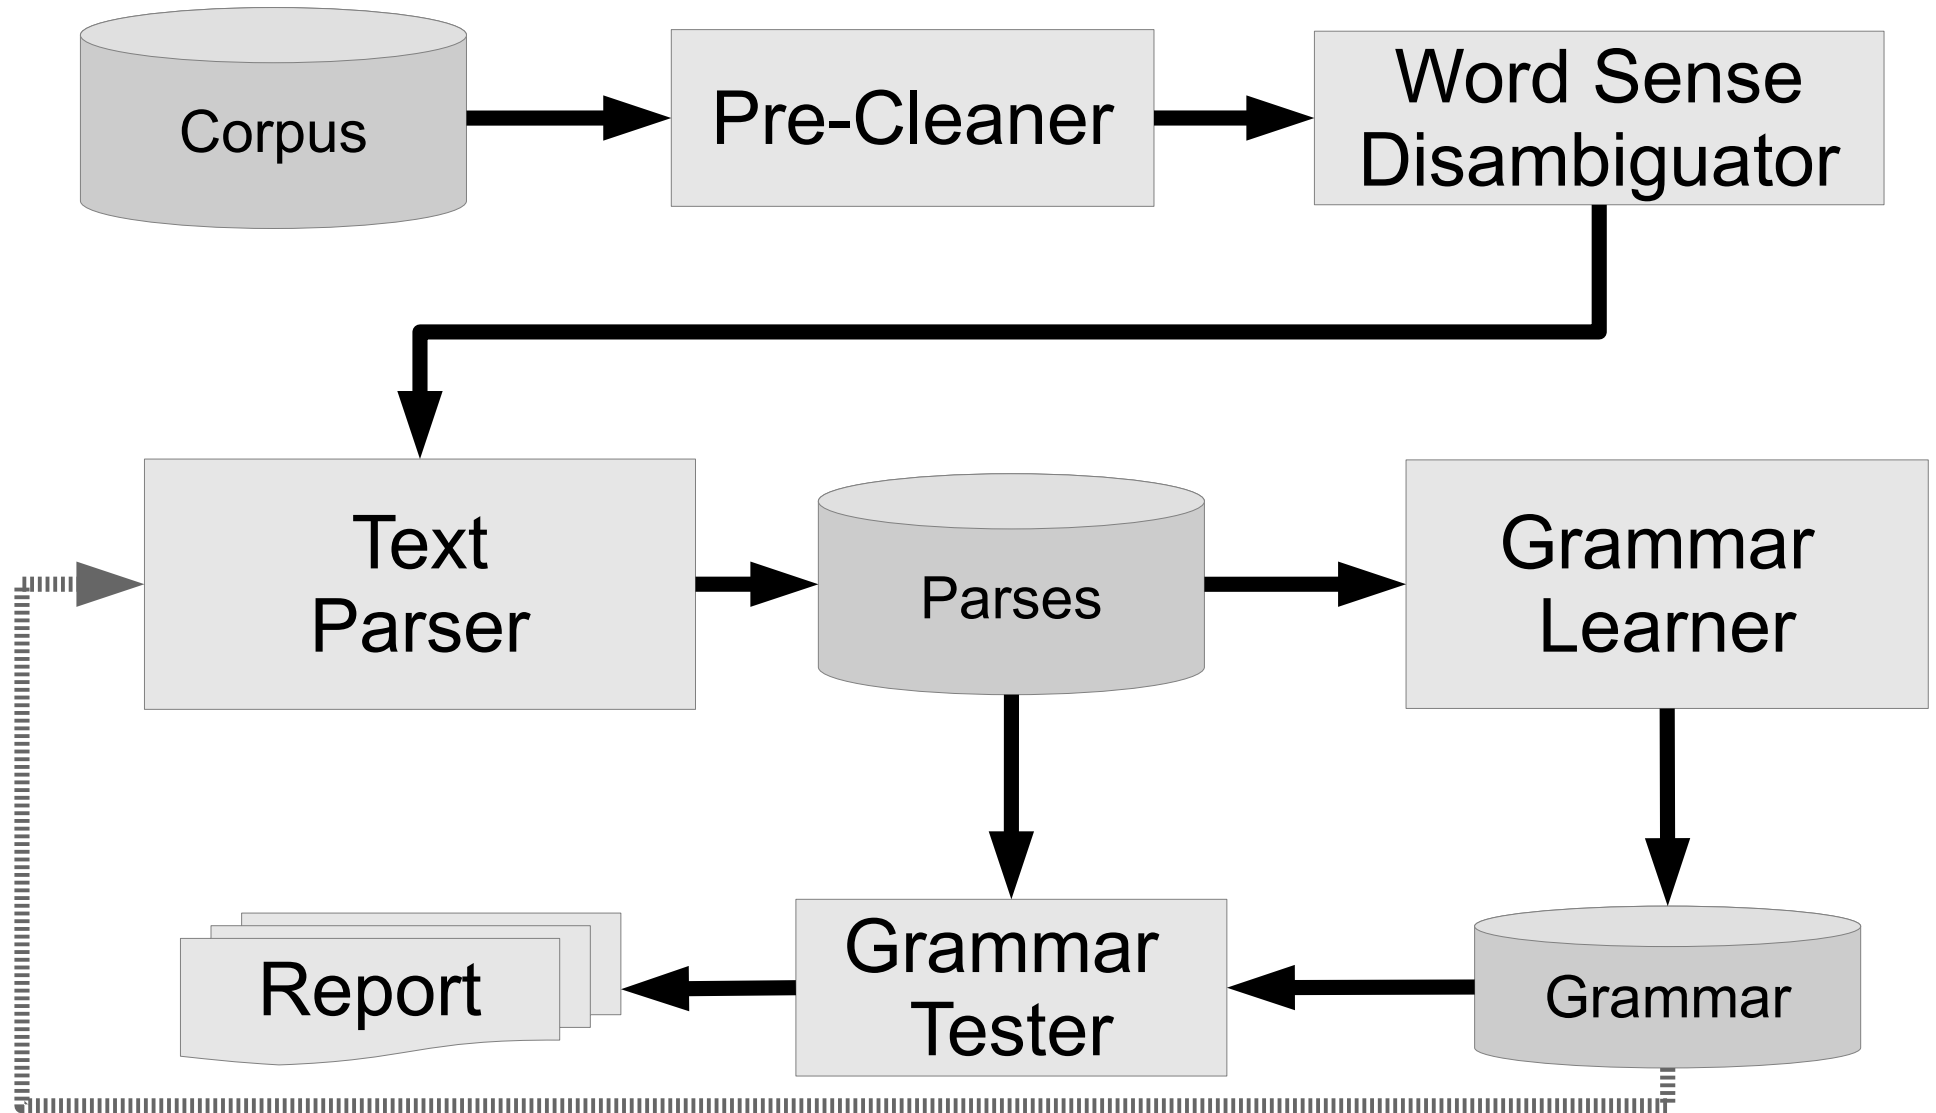 Corpus
Pre-Cleaner
Word Sense
Disambiguator
Text
Parser
Parses
Grammar
Learner
Report
Grammar
Tester
Grammar